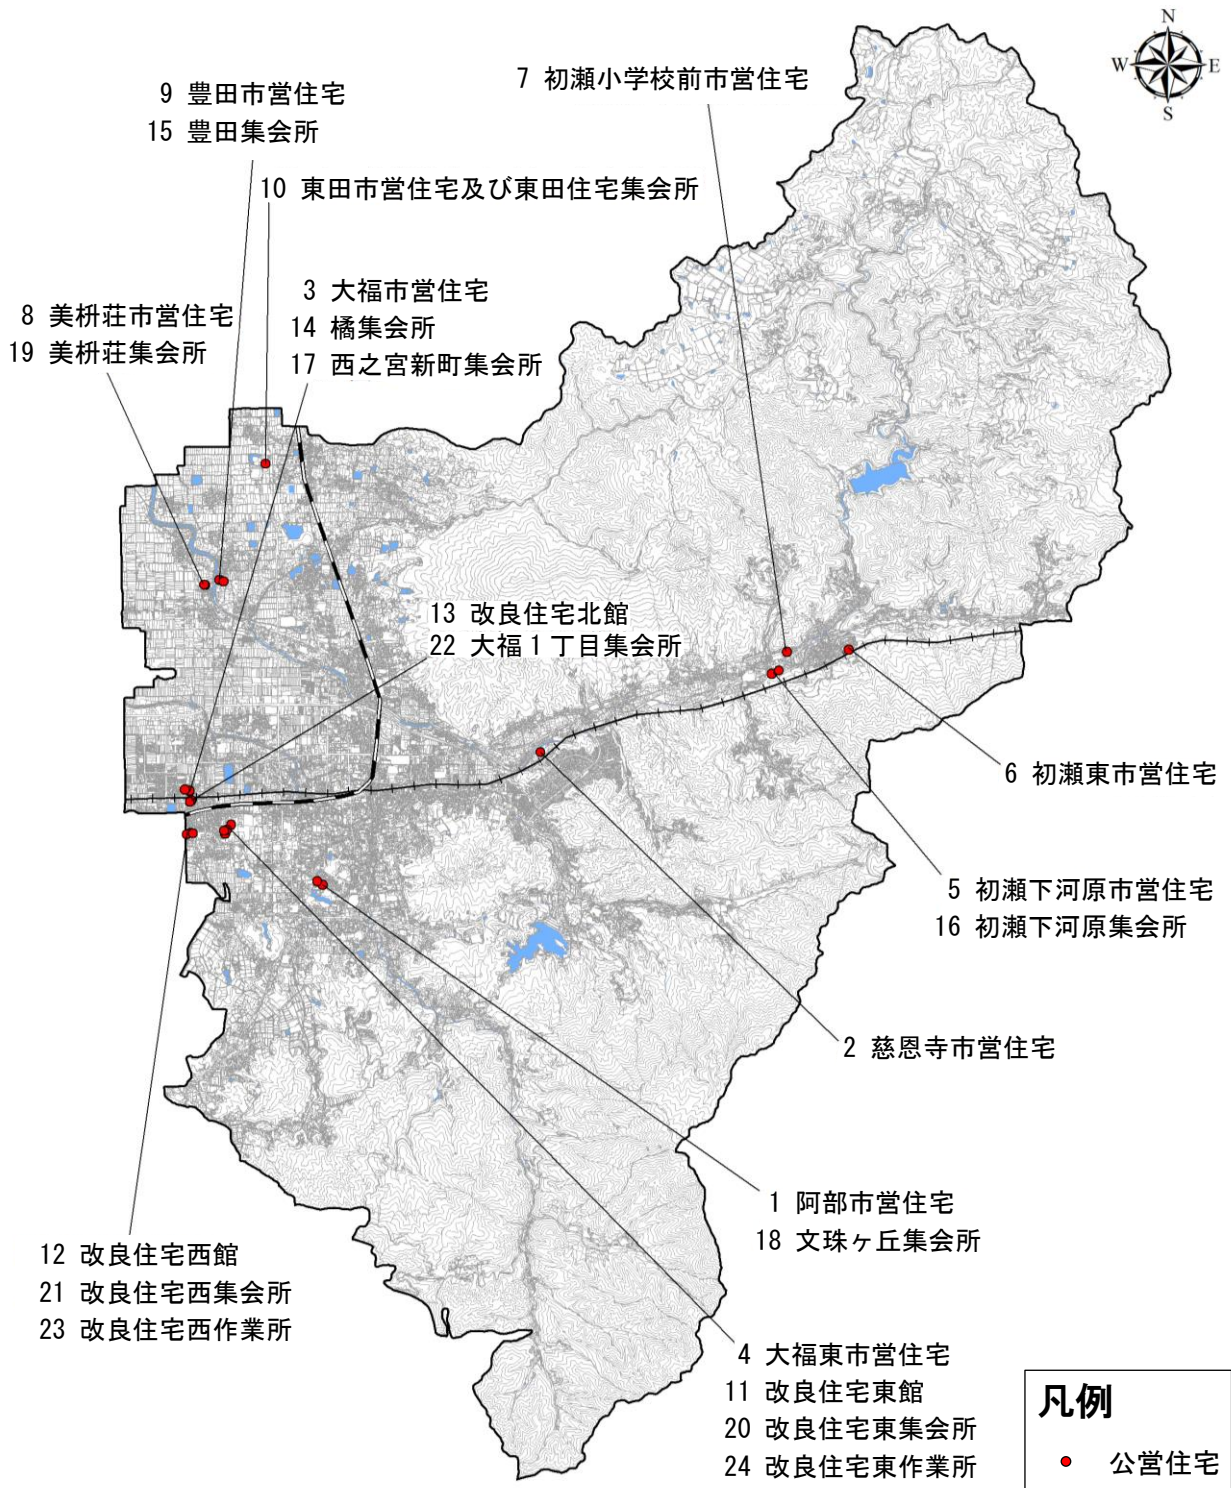 N
W
E
S
7 初瀬小学校前市営住宅
9 豊田市営住宅
15 豊田集会所
10 東田市営住宅及び東田住宅集会所
3 大福市営住宅
14 橘集会所
17 西之宮新町集会所
8 美枡荘市営住宅
19 美枡荘集会所
13 改良住宅北館
22 大福1丁目集会所
6 初瀬東市営住宅
5 初瀬下河原市営住宅
16 初瀬下河原集会所
2 慈恩寺市営住宅
1 阿部市営住宅
18 文珠ヶ丘集会所
12 改良住宅西館
21 改良住宅西集会所
23 改良住宅西作業所
4 大福東市営住宅
11 改良住宅東館
20 改良住宅東集会所
24 改良住宅東作業所
凡例
公営住宅